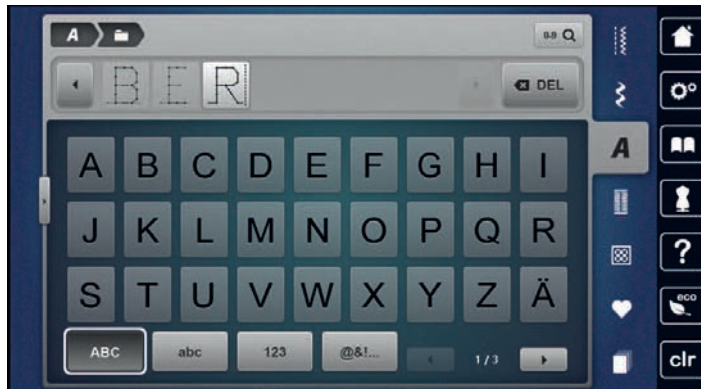 A
0-9
B E R
DEL
A B C D E F G H I
A
J K L M N O P Q R
?
S T U V W X Y Z Ä
eco
ABC abc 123 @&!... 1/3
clr